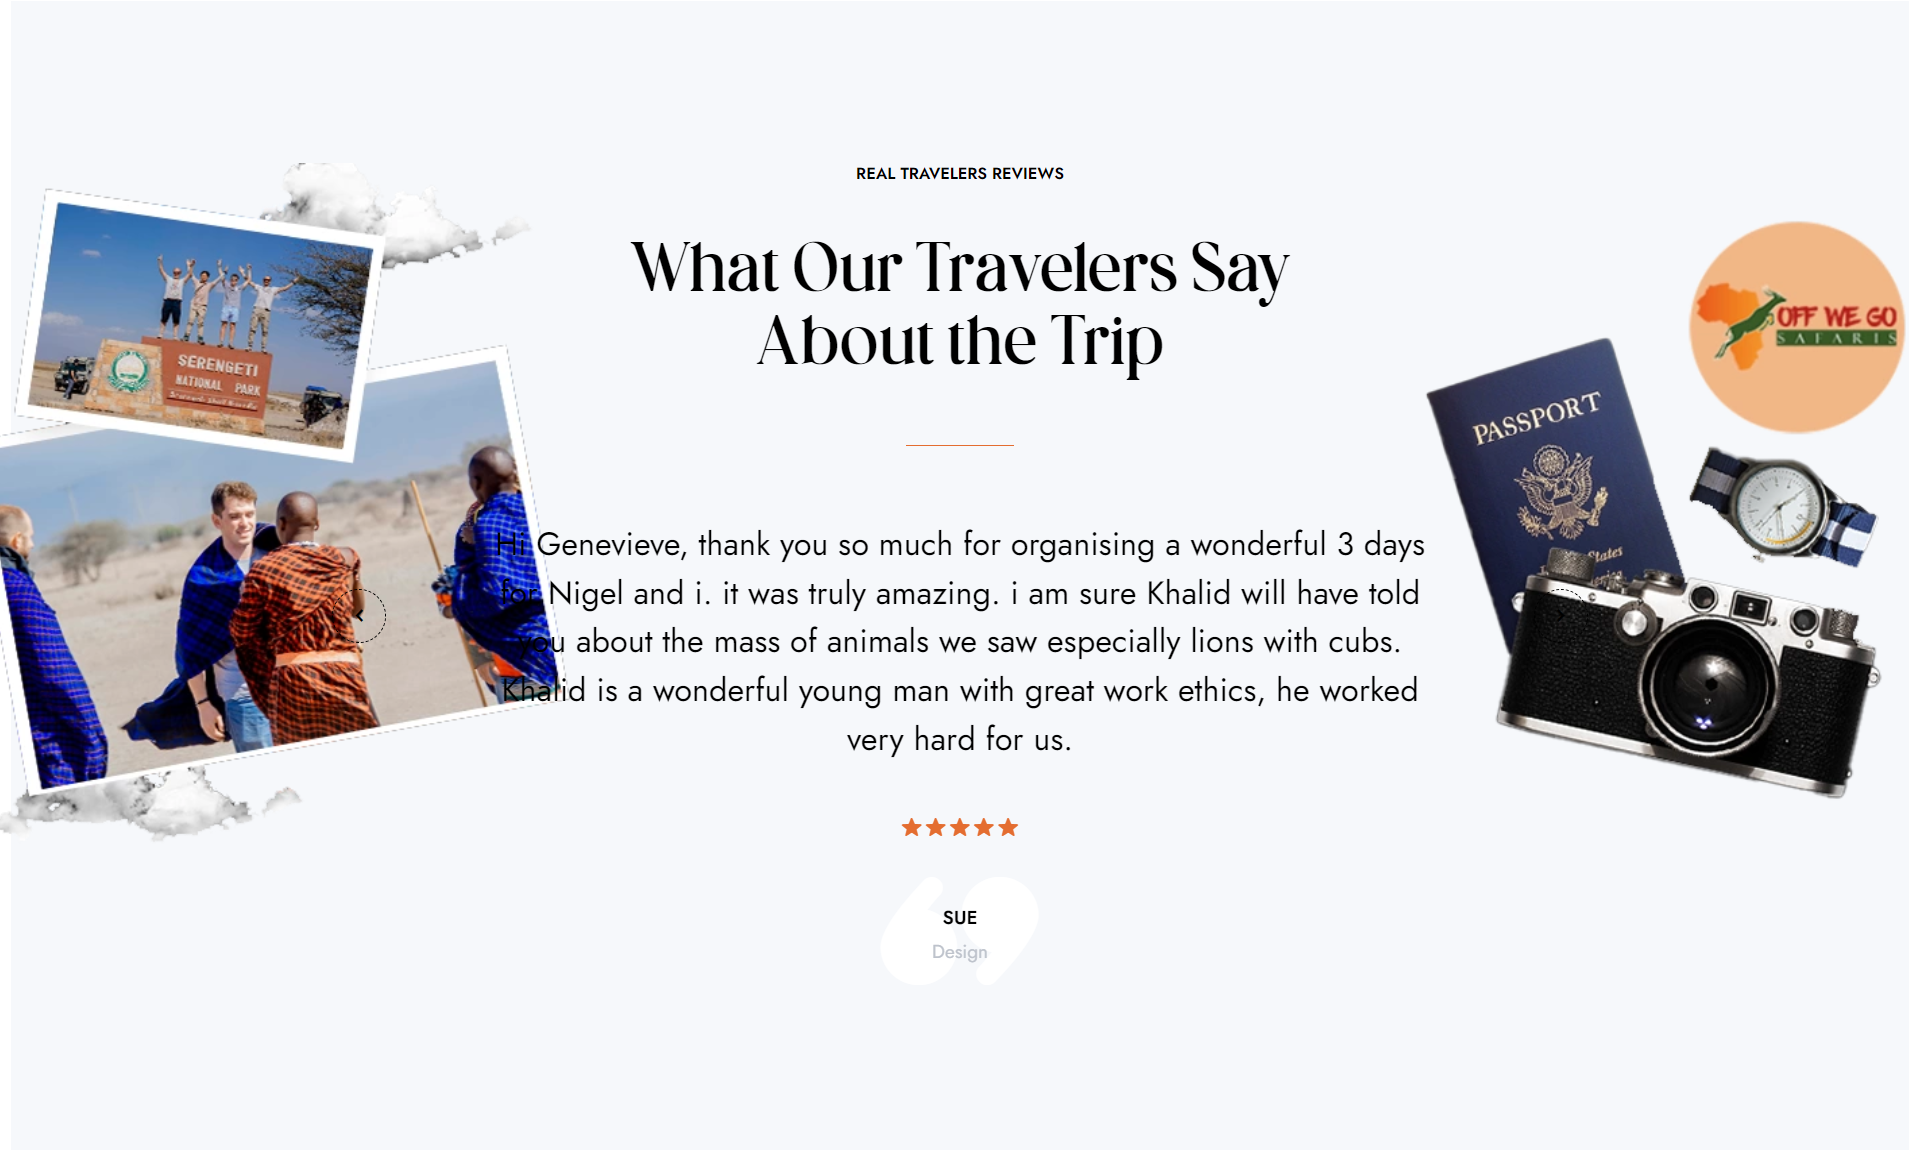 REAL TRAVELERS REVIEWS
What Our Travelers Say
About the Trip
SERENGETI
NATIONAL PARK
OFF WE GO
SAFARIS
PASSPORT
Hi Genevieve, thank you so much for organising a wonderful 3 days
for Nigel and i. it was truly amazing. i am sure Khalid will have told
you about the mass of animals we saw especially lions with cubs.
Khalid is a wonderful young man with great work ethics, he worked
very hard for us.
SUE
Design